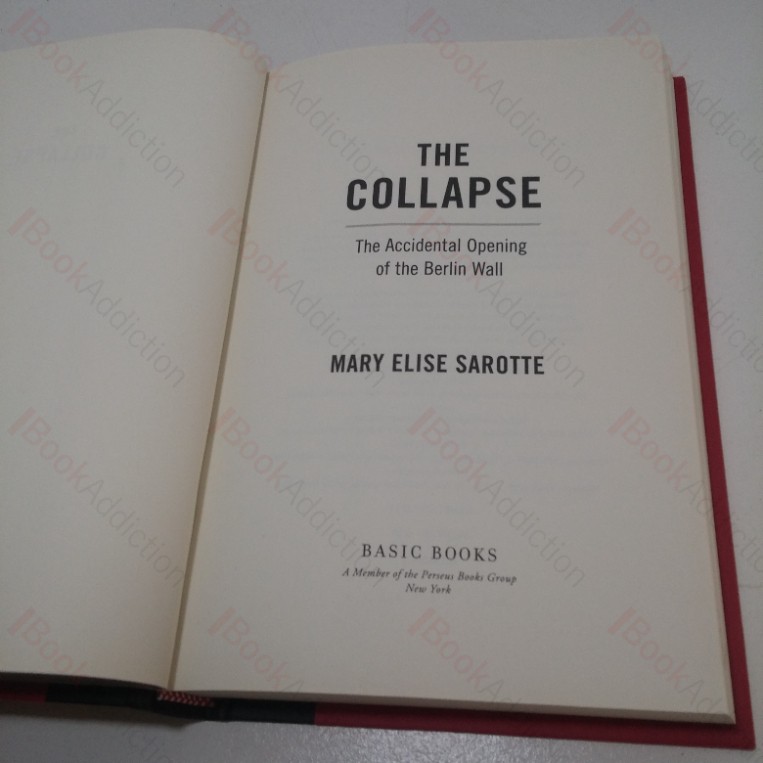 THE
COLLAPSE
The Accidental Opening
of the Berlin Wall
MARY ELISE SAROTTE
BASIC BOOKS
A Member of the Perseus Books Group
New York
BookAddiction